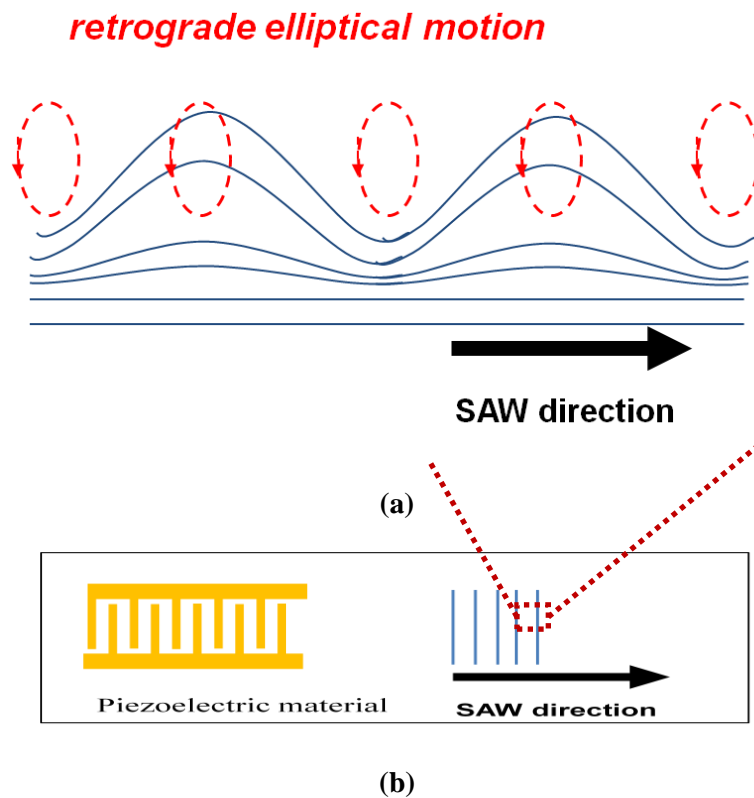 retrograde elliptical motion
SAW direction
(a)
Piezoelectric material
SAW direction
(b)